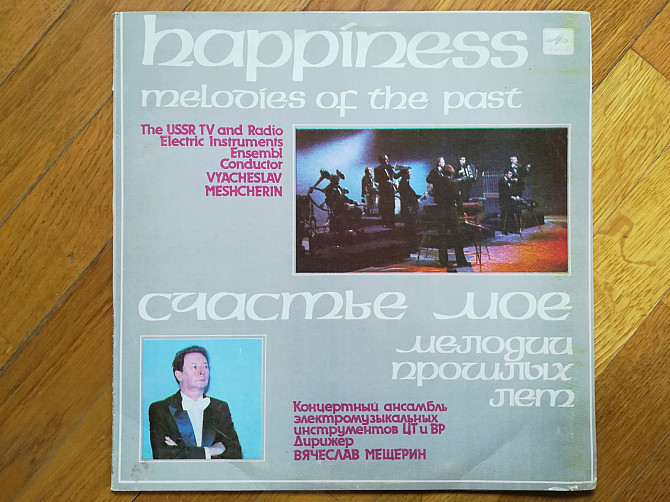 happiness
melodies of the past
The USSR TV and Radio
Electric Instruments
Ensembl
Conductor
VYACHESLAV
MESHCHERIN
счастье мое
мелодии
прошлых
лет
Концертный ансамбль
электромузыкальных
инструментов ЦТ и ВР
Дирижер
ВЯЧЕСЛАВ МЕЩЕРИН